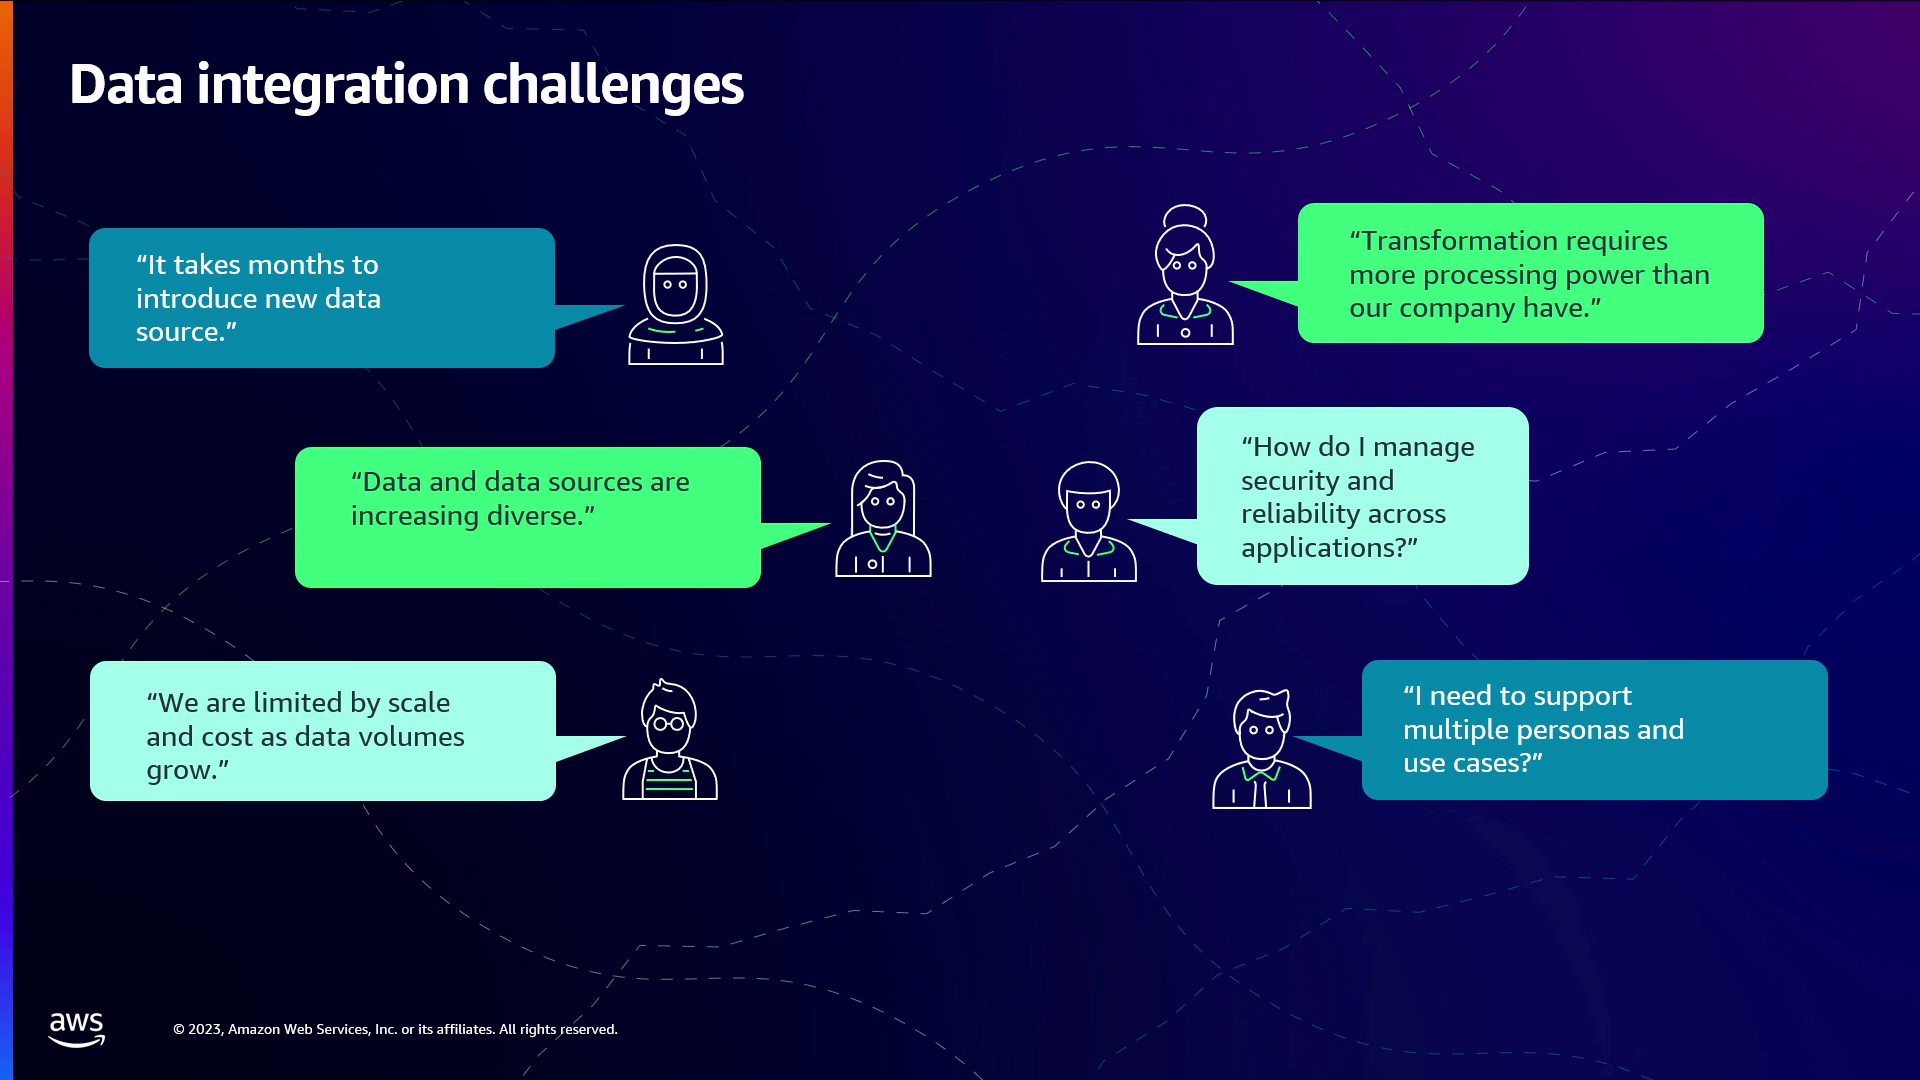 Data integration challenges
“It takes months to
introduce new data
source.”
“Transformation requires
more processing power than
our company have.”
“Data and data sources are
increasing diverse.”
“How do I manage
security and
reliability across
applications?”
“We are limited by scale
and cost as data volumes
grow.”
“I need to support
multiple personas and
use cases?”
aws
© 2023, Amazon Web Services, Inc. or its affiliates. All rights reserved.